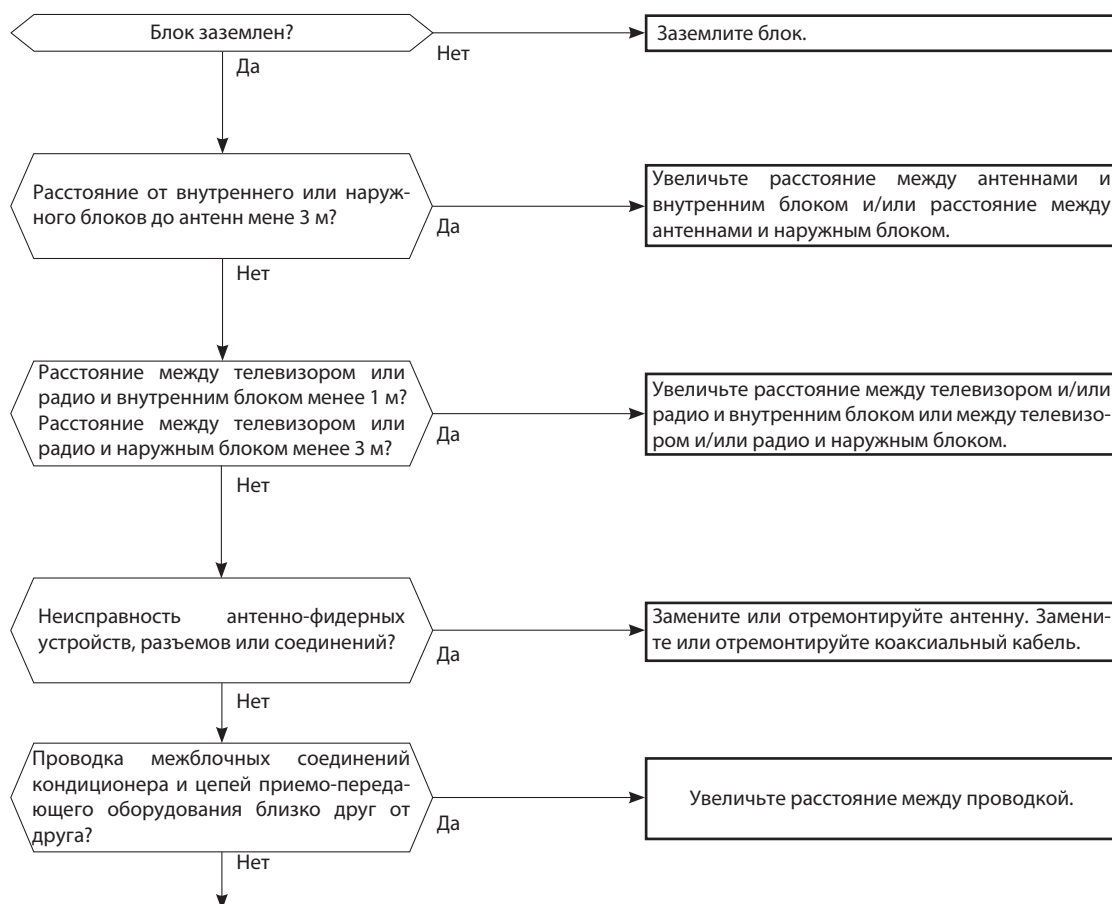 Блок заземлен?
Нет
Заземлите блок.
Да
Расстояние от внутреннего или наруж-
ного блоков до антенн мене 3 м?
Да
Увеличьте расстояние между антеннами и
внутренним блоком и/или расстояние между
антеннами и наружным блоком.
Нет
Расстояние между телевизором или
радио и внутренним блоком менее 1 м?
Расстояние между телевизором или
радио и наружным блоком менее 3 м?
Да
Увеличьте расстояние между телевизором и/или
радио и внутренним блоком или между телевизо-
ром и/или радио и наружным блоком.
Нет
Неисправность антенно-фидерных
устройств, разъемов или соединений?
Да
Замените или отремонтируйте антенну. Замени-
те или отремонтируйте коаксиальный кабель.
Нет
Проводка межблочных соединений
кондиционера и цепей приемо-переда-
ющего оборудования близко друг от
друга?
Да
Увеличьте расстояние между проводкой.
Нет